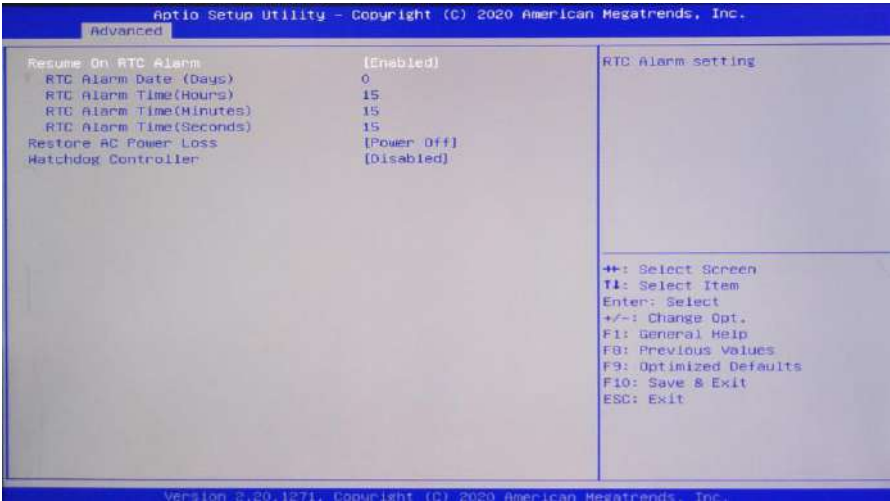 Aptio Setup Utility – Copyright (C) 2020 American Megatrends, Inc.
Advanced
Resume On RTC Alarm [Enabled]
RTC Alarm Date (Days) 0
RTC Alarm Time(Hours) 15
RTC Alarm Time(Minutes) 15
RTC Alarm Time(Seconds) 15
Restore AC Power Loss [Power Off]
Watchdog Controller [Disabled]
RTC Alarm setting
→←: Select Screen
↑↓: Select Item
Enter: Select
+/-: Change Opt.
F1: General Help
F8: Previous Values
F9: Optimized Defaults
F10: Save & Exit
ESC: Exit
Version 2.20.1271. Copyright (C) 2020 American Megatrends, Inc.